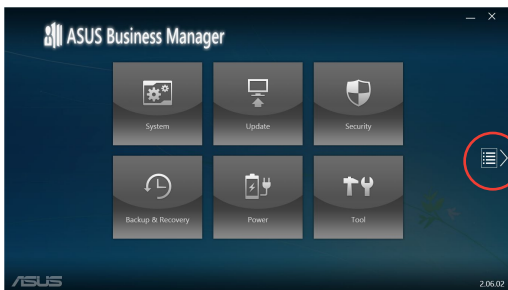 ASUS Business Manager
System
Update
Security
Backup & Recovery
Power
Tool
ASUS
2.06.02